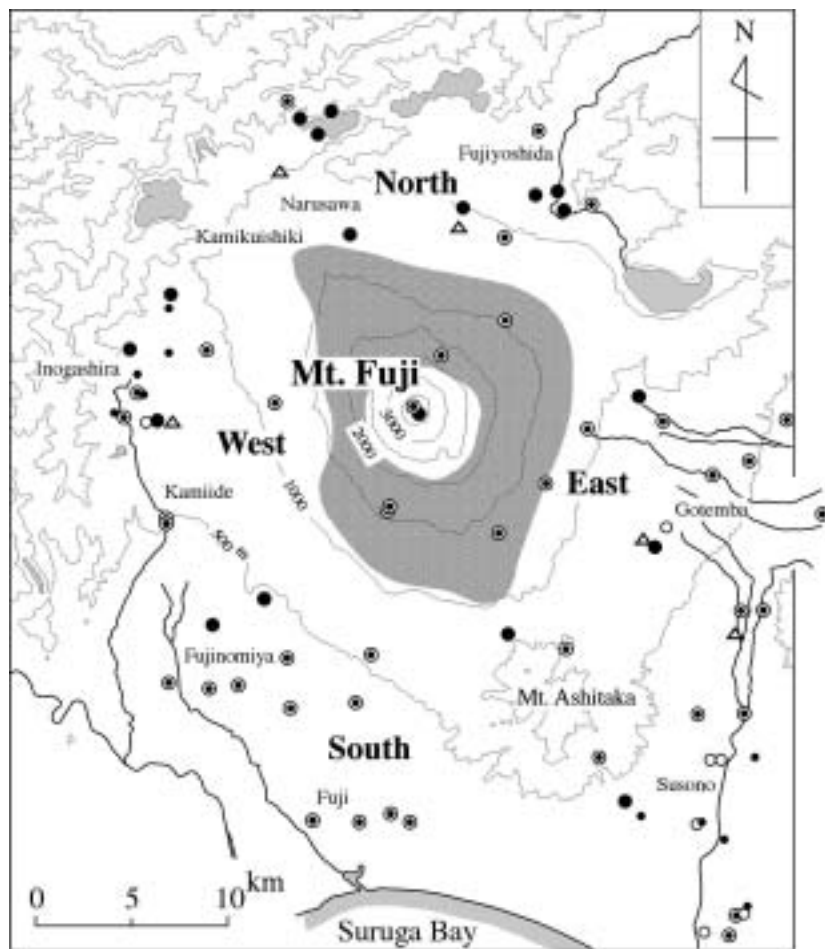 N
Fujiyoshida
North
Narusawa
Kamikuishiki
Mt. Fuji
Inogashira
3000
2000
West
East
1000
Kamiide
Gotemba
500 m
Fujinomiya
Mt. Ashitaka
South
Susono
Fuji
0 5 10 km
Suruga Bay